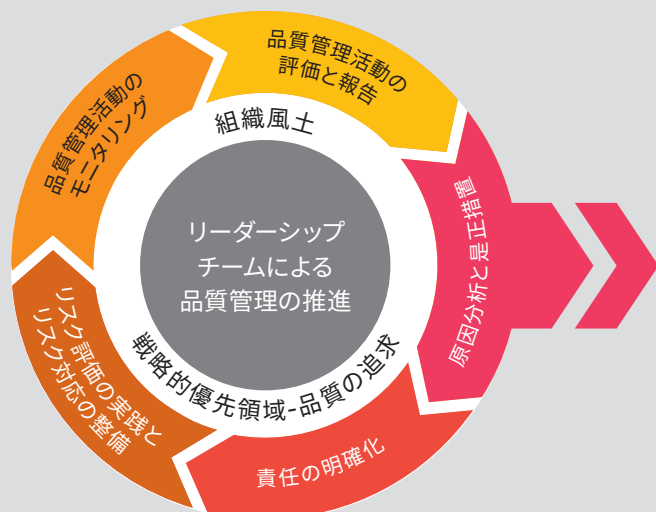 品質管理活動の
評価と報告
品質管理活動の
モニタリング
組織風土
リーダーシップ
チームによる
品質管理の推進
原因分析と是正措置
戦略的優先領域-品質の追求
リスク評価の実践と
リスク対応の整備
責任の明確化